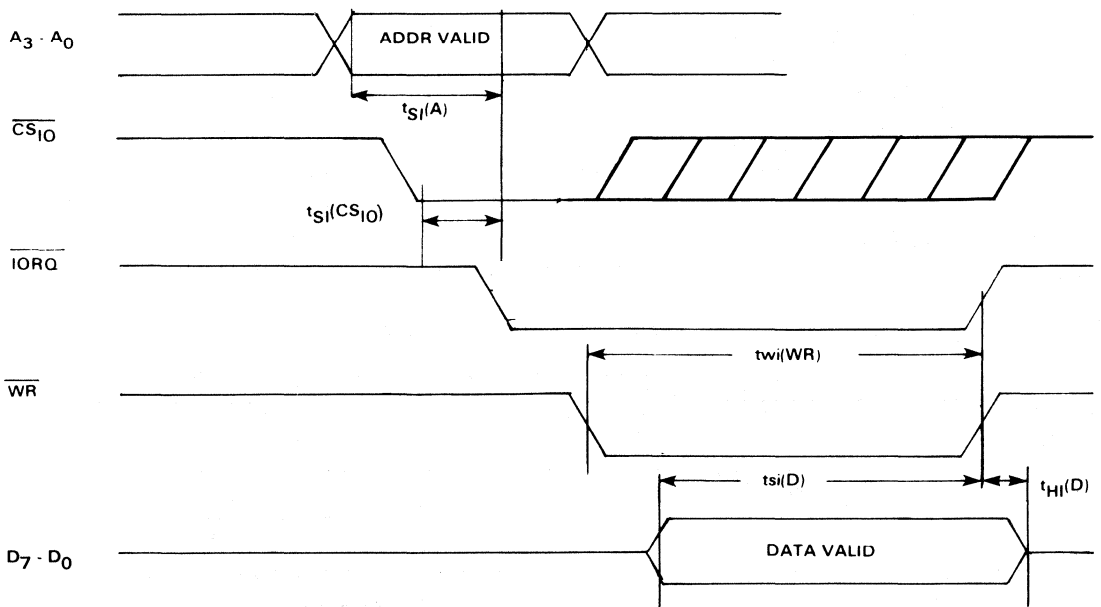 A3 - A0
ADDR VALID
tSI(A)
CSIO
tSI(CSIO)
IORQ
twi(WR)
WR
tsi(D)
tHI(D)
D7 - D0
DATA VALID